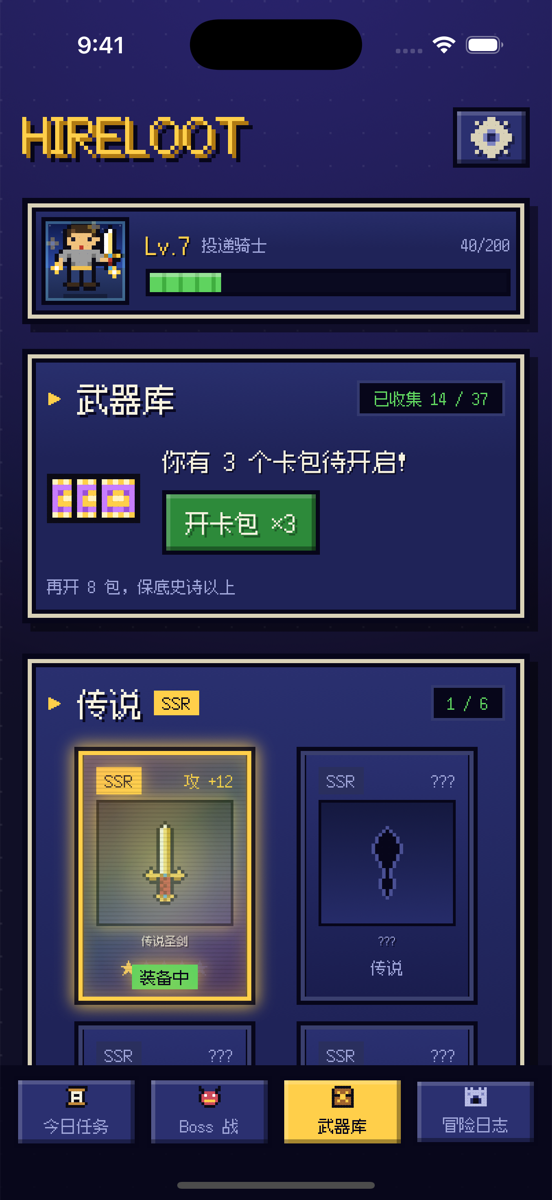 9:41
HIRELOOT
Lv.7 投递骑士 40/200
武器库 已收集 14 / 37
你有 3 个卡包待开启!
开卡包 ×3
再开 8 包，保底史诗以上
传说 SSR 1 / 6
SSR 攻 +12
传说圣剑
装备中
SSR ???
???
传说
SSR ???
SSR ???
今日任务
Boss 战
武器库
冒险日志